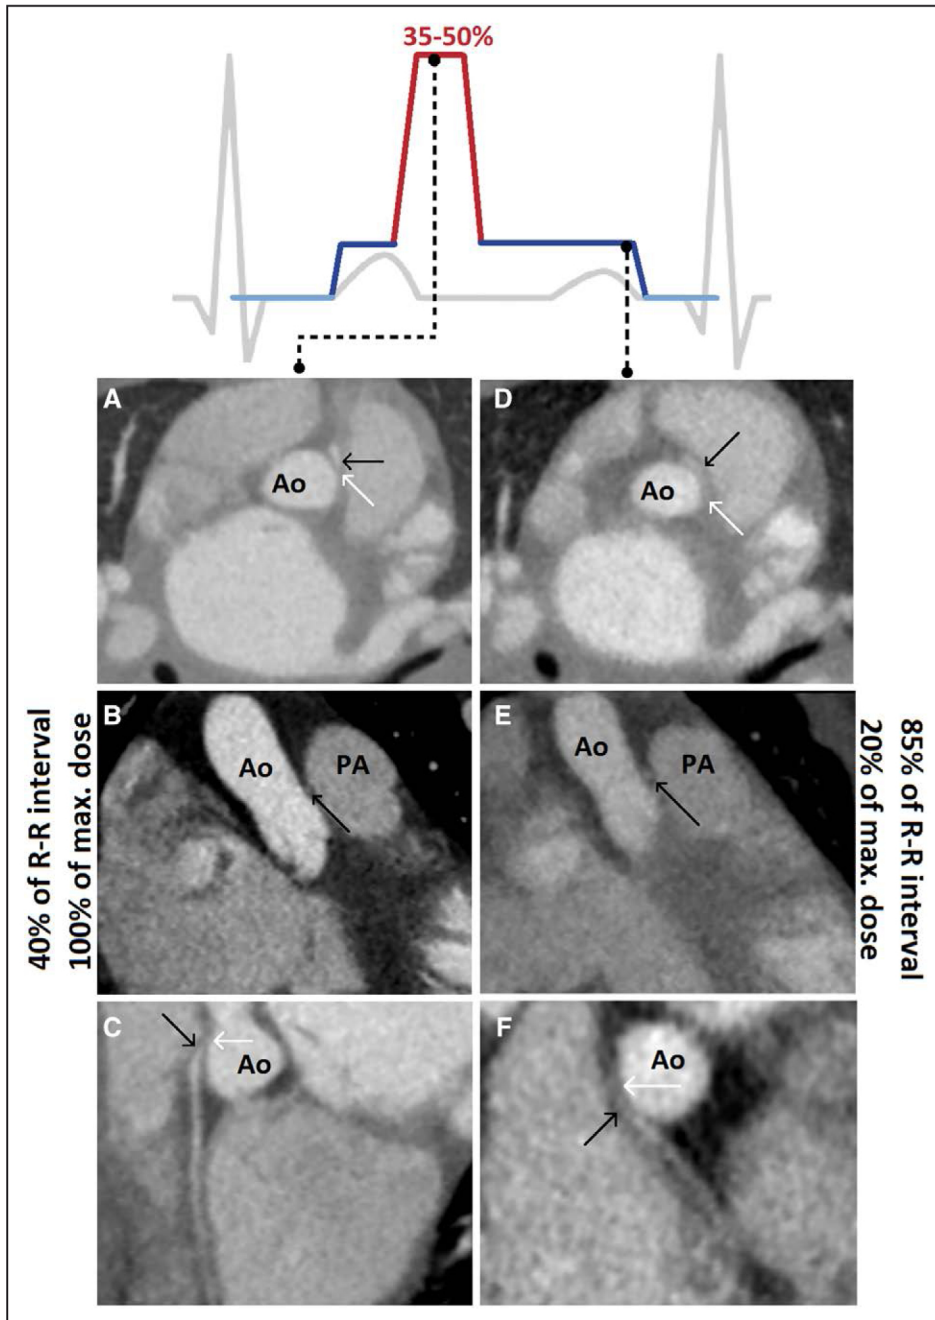 35-50%
A
Ao
D
Ao
40% of R-R interval
100% of max. dose
B
Ao
PA
E
Ao
PA
85% of R-R interval
20% of max. dose
C
Ao
F
Ao